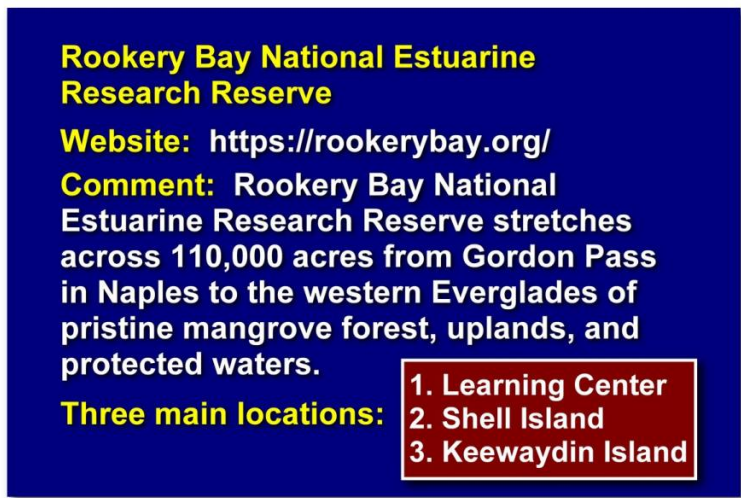 Rookery Bay National Estuarine
Research Reserve
Website: https://rookerybay.org/
Comment: Rookery Bay National
Estuarine Research Reserve stretches
across 110,000 acres from Gordon Pass
in Naples to the western Everglades of
pristine mangrove forest, uplands, and
protected waters.
Three main locations:
1. Learning Center
2. Shell Island
3. Keewaydin Island